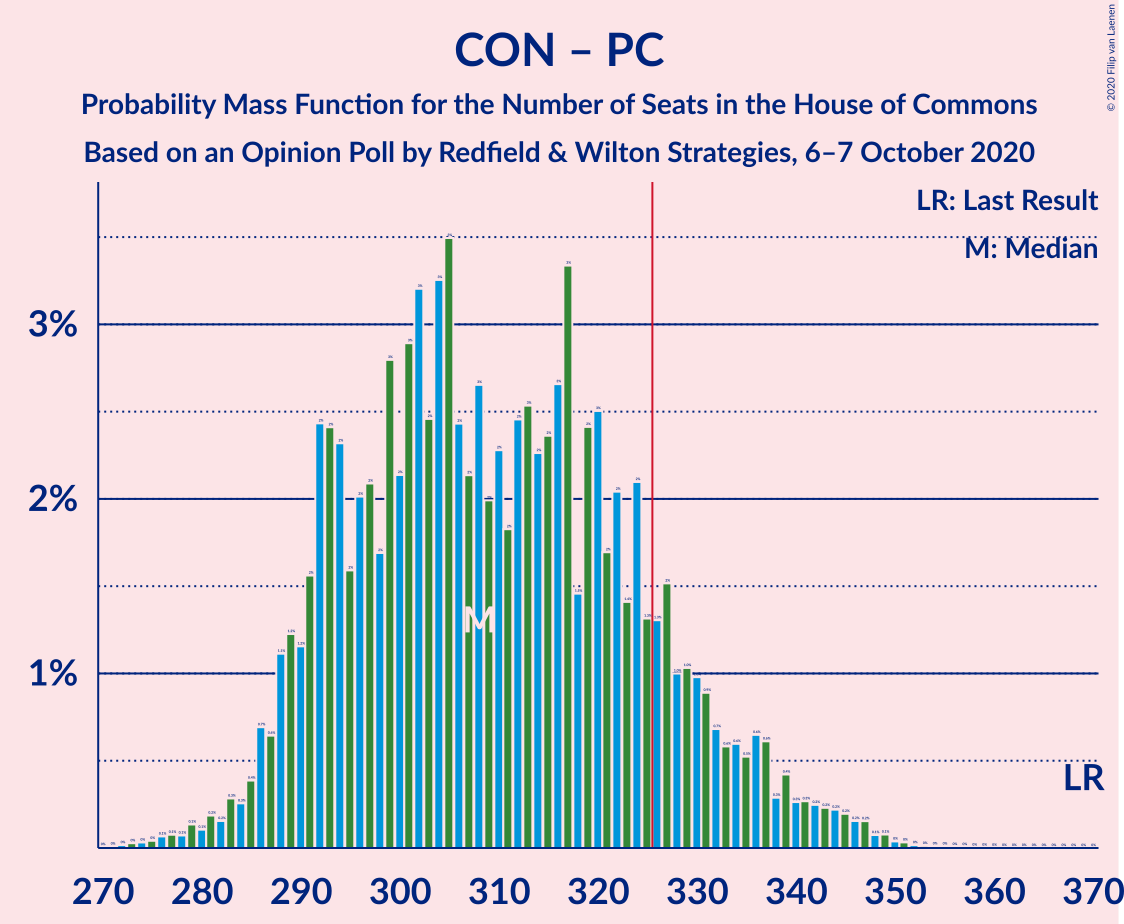 CON – PC
Probability Mass Function for the Number of Seats in the House of Commons
Based on an Opinion Poll by Redfield & Wilton Strategies, 6–7 October 2020
© 2020 Filip van Laenen
LR: Last Result
M: Median
3%
2%
1%
M
LR
270 280 290 300 310 320 330 340 350 360 370